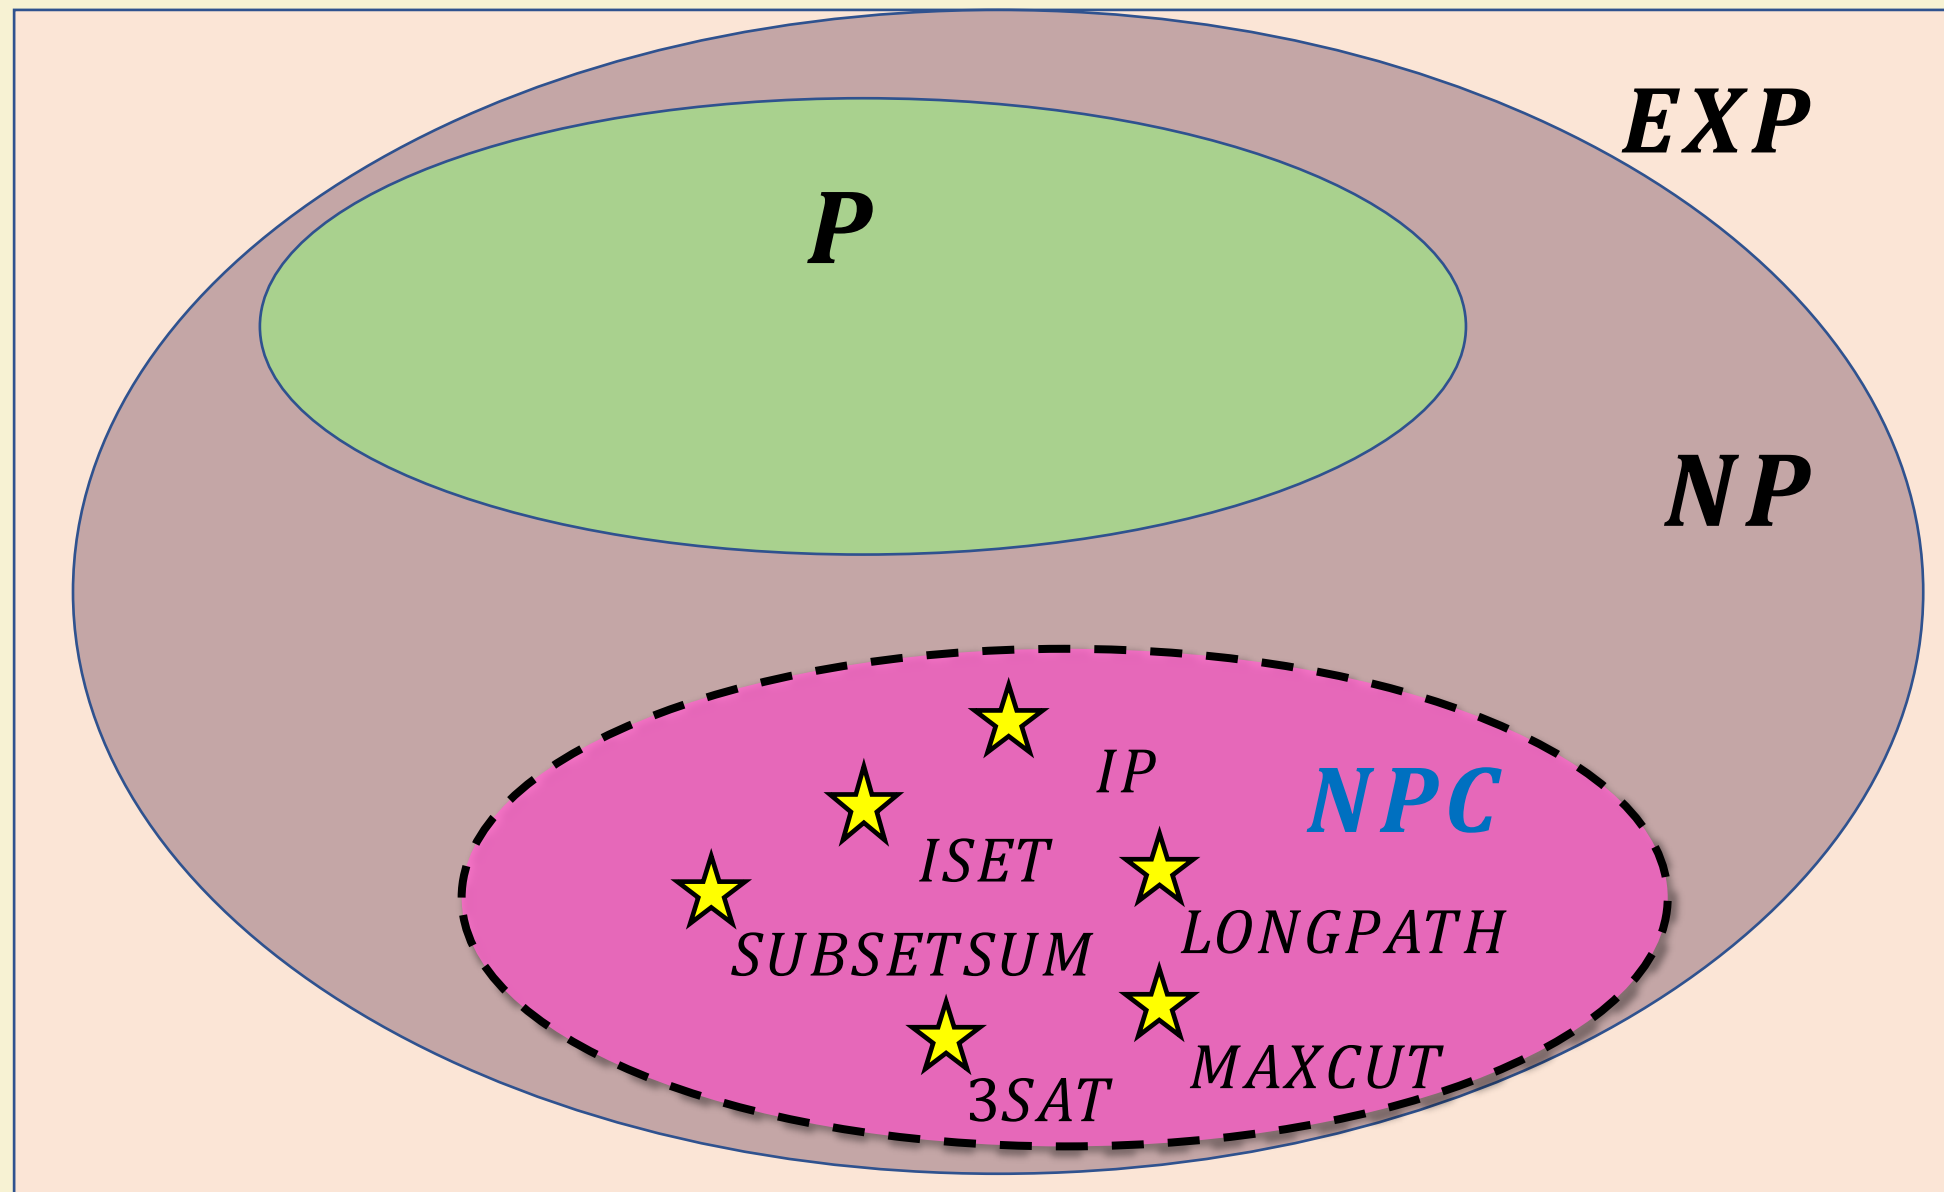 EXP
P
NP
IP
NPC
ISET
LONGPATH
SUBSETSUM
MAXCUT
3SAT